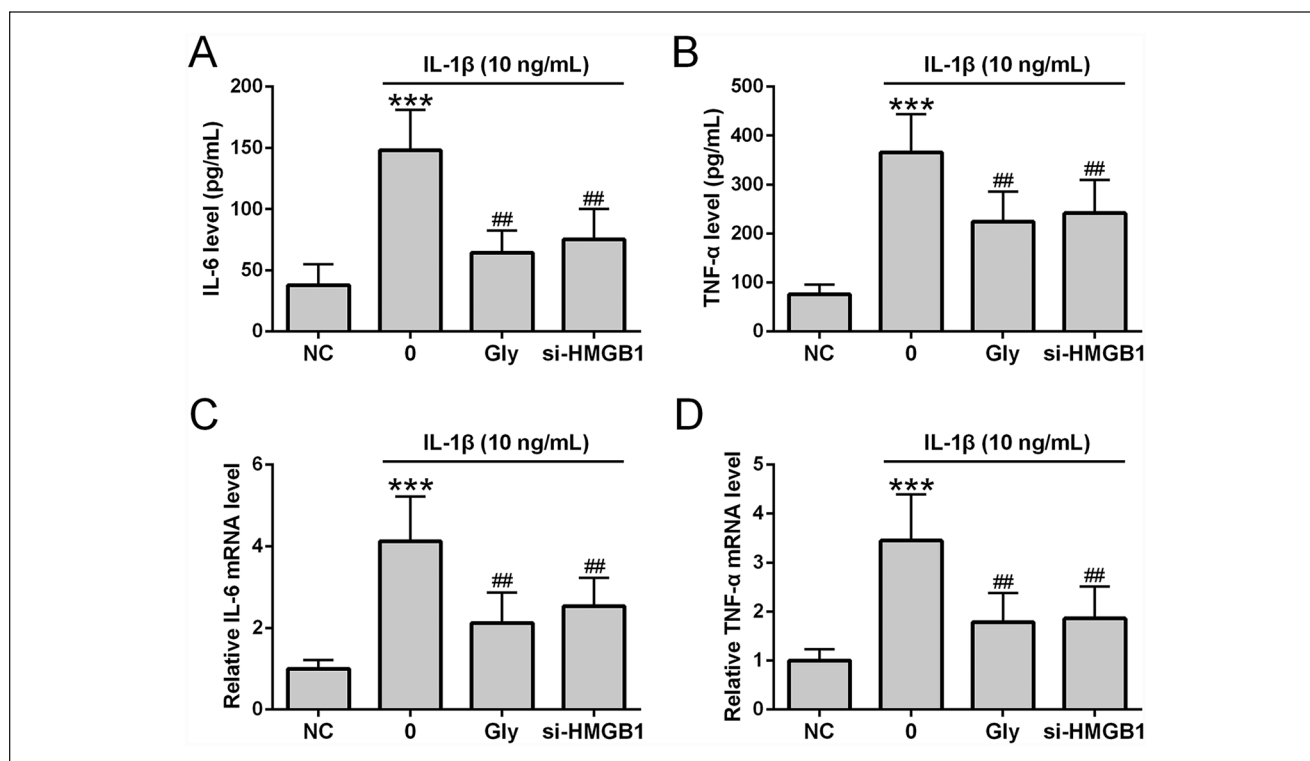 A
IL-1β (10 ng/mL)
IL-6 level (pg/mL)
200
150
100
50
0
***
##
##
NC
0
Gly
si-HMGB1
B
IL-1β (10 ng/mL)
TNF-α level (pg/mL)
500
400
300
200
100
0
***
##
##
NC
0
Gly
si-HMGB1
C
IL-1β (10 ng/mL)
Relative IL-6 mRNA level
6
4
2
0
***
##
##
NC
0
Gly
si-HMGB1
D
IL-1β (10 ng/mL)
Relative TNF-α mRNA level
5
4
3
2
1
0
***
##
##
NC
0
Gly
si-HMGB1